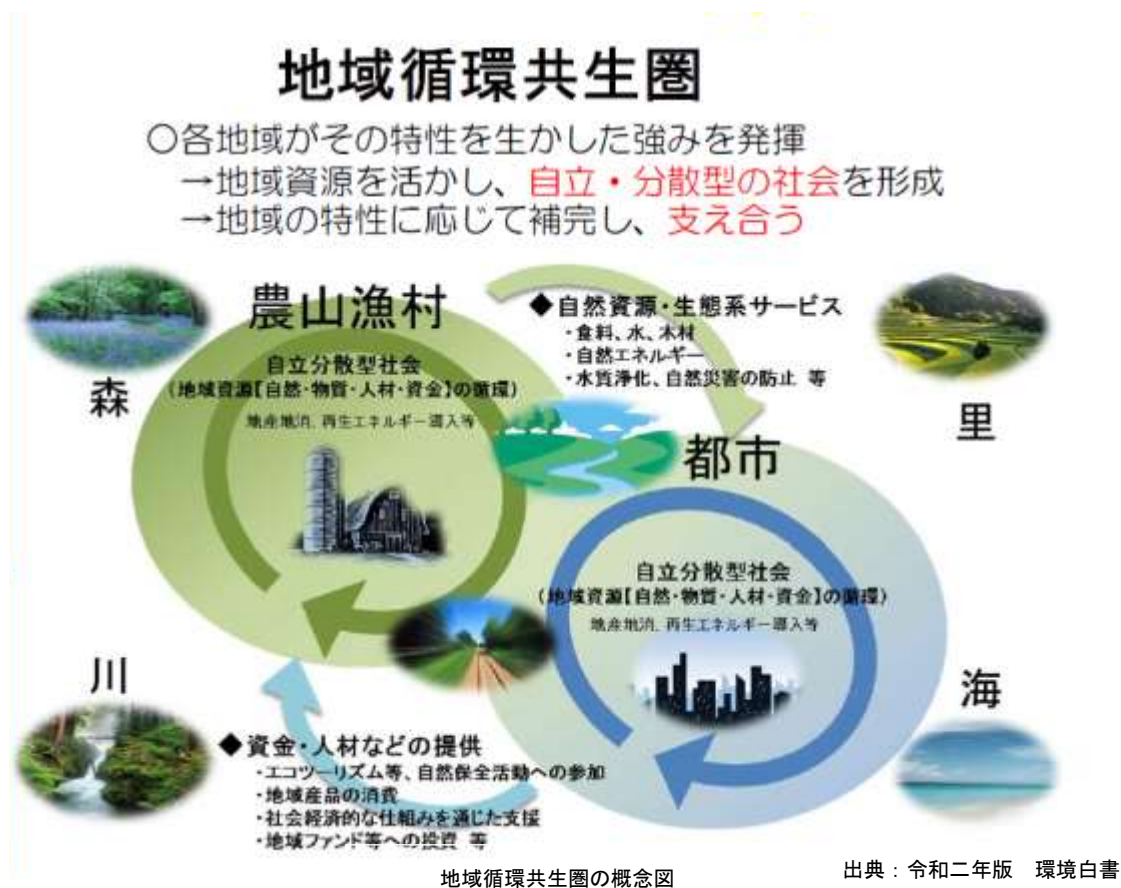 地域循環共生圏
○各地域がその特性を生かした強みを発揮
→地域資源を活かし、自立・分散型の社会を形成
→地域の特性に応じて補完し、支え合う
農山漁村
自立分散型社会
(地域資源【自然・物質・人材・資金】の循環)
地産地消、再生エネルギー導入等
◆自然資源・生態系サービス
・食料、水、木材
・自然エネルギー
・水質浄化、自然災害の防止 等
森
里
都市
自立分散型社会
(地域資源【自然・物質・人材・資金】の循環)
地産地消、再生エネルギー導入等
川
海
◆資金・人材などの提供
・エコツーリズム等、自然保全活動への参加
・地域産品の消費
・社会経済的な仕組みを通じた支援
・地域ファンド等への投資 等
地域循環共生圏の概念図
出典：令和二年版 環境白書